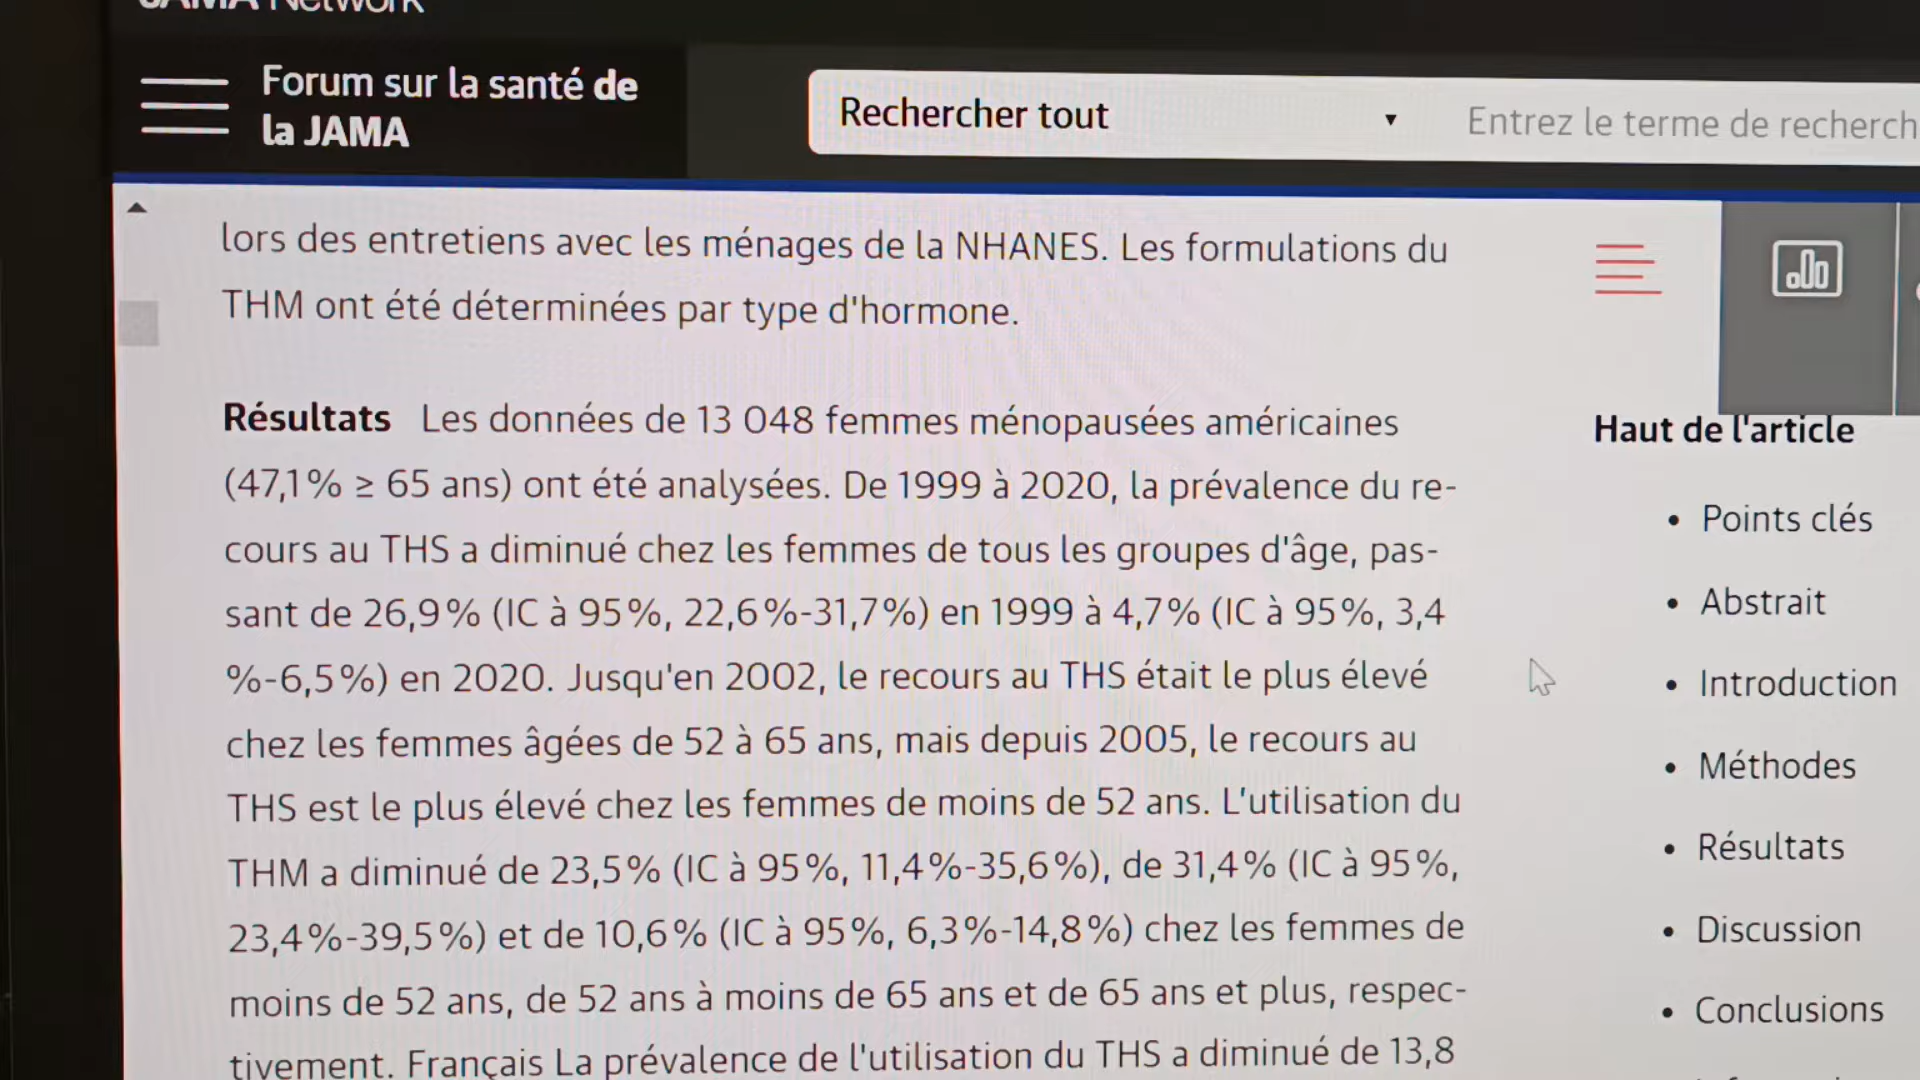 JAMA Network
Forum sur la santé de
la JAMA
Rechercher tout
Entrez le terme de recherch
lors des entretiens avec les ménages de la NHANES. Les formulations du
THM ont été déterminées par type d'hormone.
Résultats Les données de 13 048 femmes ménopausées américaines
(47,1% ≥ 65 ans) ont été analysées. De 1999 à 2020, la prévalence du re-
cours au THS a diminué chez les femmes de tous les groupes d'âge, pas-
sant de 26,9% (IC à 95%, 22,6%-31,7%) en 1999 à 4,7% (IC à 95%, 3,4
%-6,5%) en 2020. Jusqu'en 2002, le recours au THS était le plus élevé
chez les femmes âgées de 52 à 65 ans, mais depuis 2005, le recours au
THS est le plus élevé chez les femmes de moins de 52 ans. L'utilisation du
THM a diminué de 23,5% (IC à 95%, 11,4%-35,6%), de 31,4% (IC à 95%,
23,4%-39,5%) et de 10,6% (IC à 95%, 6,3%-14,8%) chez les femmes de
moins de 52 ans, de 52 ans à moins de 65 ans et de 65 ans et plus, respec-
tivement. Français La prévalence de l'utilisation du THS a diminué de 13,8
Haut de l'article
• Points clés
• Abstrait
• Introduction
• Méthodes
• Résultats
• Discussion
• Conclusions